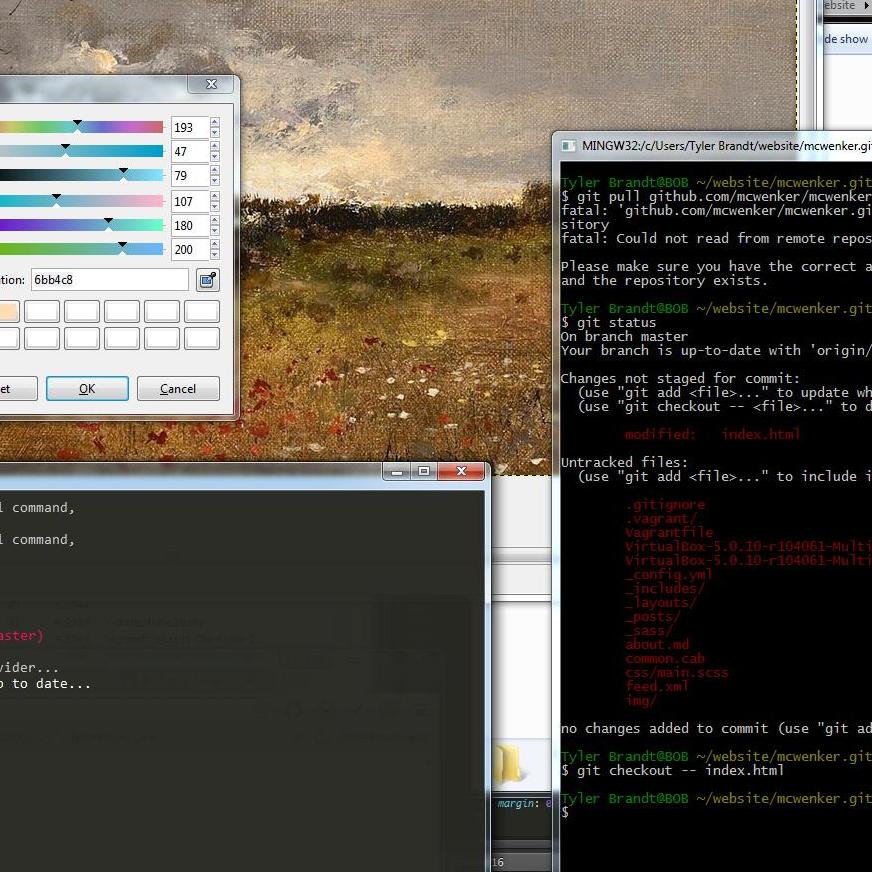 ebsite
de show
193
47
79
107
180
200
tion: 6bb4c8
et
OK
Cancel
MINGW32:/c/Users/Tyler Brandt/website/mcwenker.gi
Tyler Brandt@BOB ~/website/mcwenker.git
$ git pull github.com/mcwenker/mcwenker
fatal: 'github.com/mcwenker/mcwenker.gi
sitory
fatal: Could not read from remote repos
Please make sure you have the correct a
and the repository exists.
Tyler Brandt@BOB ~/website/mcwenker.git
$ git status
On branch master
Your branch is up-to-date with 'origin/
Changes not staged for commit:
(use "git add <file>..." to update wh
(use "git checkout -- <file>..." to d
modified: index.html
Untracked files:
(use "git add <file>..." to include i
.gitignore
.vagrant/
Vagrantfile
VirtualBox-5.0.10-r104061-Multi
VirtualBox-5.0.10-r104061-Multi
_config.yml
_includes/
_layouts/
_posts/
_sass/
about.md
common.cab
css/main.scss
feed.xml
img/
no changes added to commit (use "git ad
Tyler Brandt@BOB ~/website/mcwenker.git
$ git checkout -- index.html
Tyler Brandt@BOB ~/website/mcwenker.git
$
l command,
l command,
aster)
vider...
o to date...
margin: 0
16